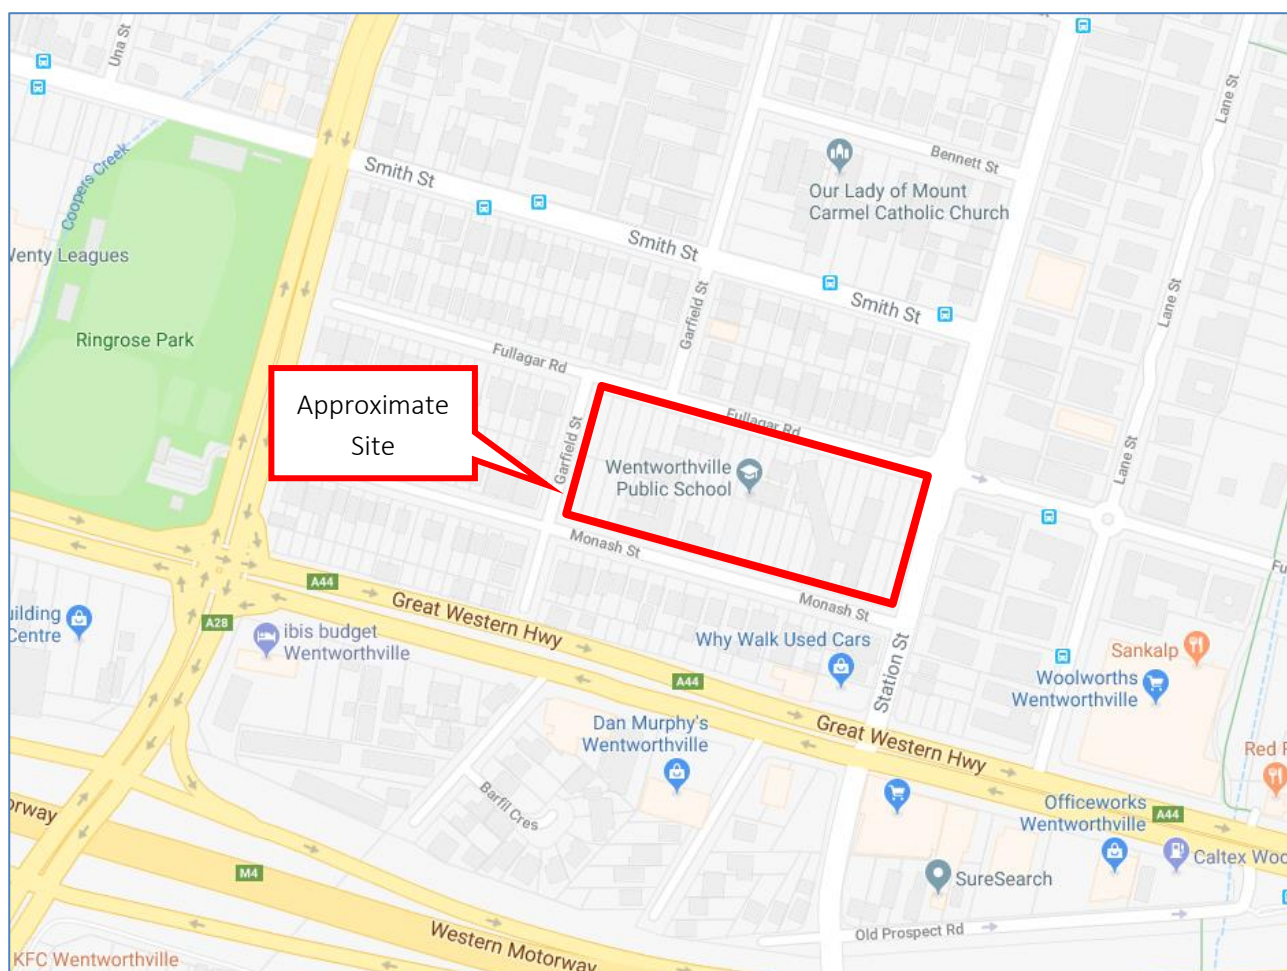 Una St
Lane St
Bennett St
Our Lady of Mount
Carmel Catholic Church
Coopers Creek
Smith St
Smith St
Smith St
Wenty Leagues
Ringrose Park
Garfield St
Lane St
Fullagar Rd
Approximate
Site
Fullagar Rd
Garfield St
Wentworthville
Public School
Lane St
Monash St
Monash St
Fu
A44
Great Western Hwy
A28
uilding
Centre
ibis budget
Wentworthville
Why Walk Used Cars
Station St
Sankalp
Woolworths
Wentworthville
A44
Dan Murphy's
Wentworthville
Great Western Hwy
Red F
Barfil Cres
Officeworks
Wentworthville
A44
orway
M4
SureSearch
Caltex Woo
Old Prospect Rd
Western Motorway
KFC Wentworthville